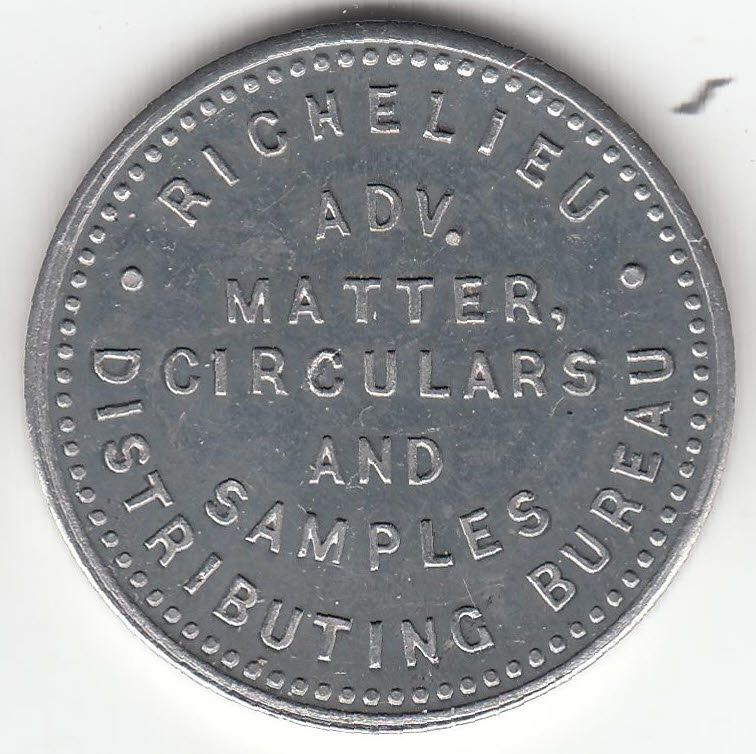 RICHELIEU
ADV.
MATTER,
CIRCULARS
AND
SAMPLES
DISTRIBUTING BUREAU